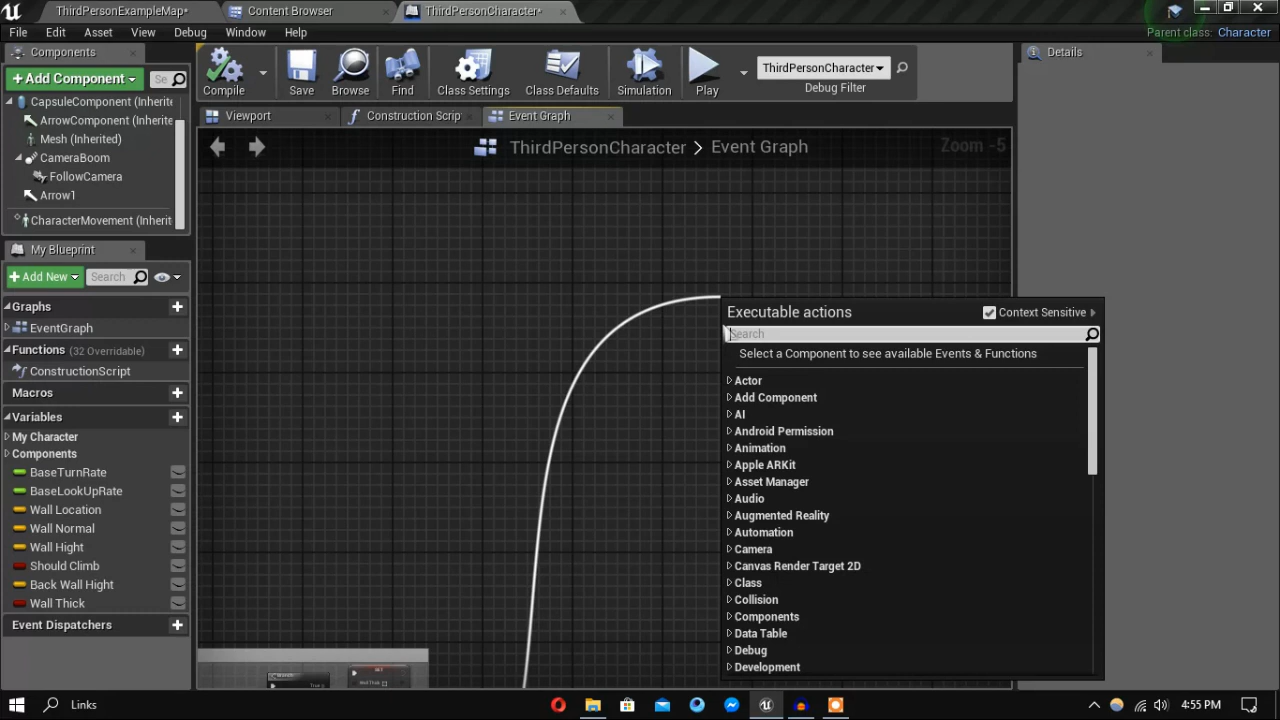 ThirdPersonExampleMap*
Content Browser
ThirdPersonCharacter*
Parent class: Character
File Edit Asset View Debug Window Help
Components
Details
+Add Component
Se
Compile
Save
Browse
Find
Class Settings
Class Defaults
Simulation
Play
ThirdPersonCharacter
Debug Filter
CapsuleComponent (Inherited
ArrowComponent (Inherite
Mesh (Inherited)
CameraBoom
FollowCamera
Arrow1
CharacterMovement (Inherit
Viewport
Construction Scrip
Event Graph
ThirdPersonCharacter > Event Graph
Zoom -5
My Blueprint
+Add New
Search
Graphs
EventGraph
Functions (32 Overridable)
ConstructionScript
Macros
Variables
My Character
Components
BaseTurnRate
BaseLookUpRate
Wall Location
Wall Normal
Wall Hight
Should Climb
Back Wall Hight
Wall Thick
Event Dispatchers
Executable actions
Context Sensitive
Search
Select a Component to see available Events & Functions
Actor
Add Component
AI
Android Permission
Animation
Apple ARKit
Asset Manager
Audio
Augmented Reality
Automation
Camera
Canvas Render Target 2D
Class
Collision
Components
Data Table
Debug
Development
Links
4:55 PM